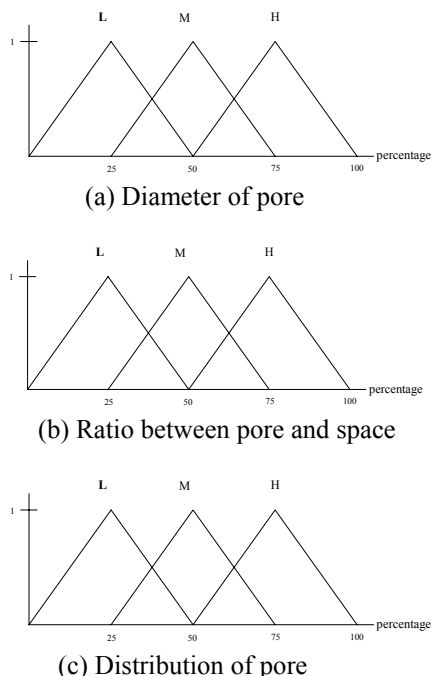 L M H
1
percentage
25 50 75 100
(a) Diameter of pore
L M H
1
percentage
25 50 75 100
(b) Ratio between pore and space
L M H
1
percentage
25 50 75 100
(c) Distribution of pore